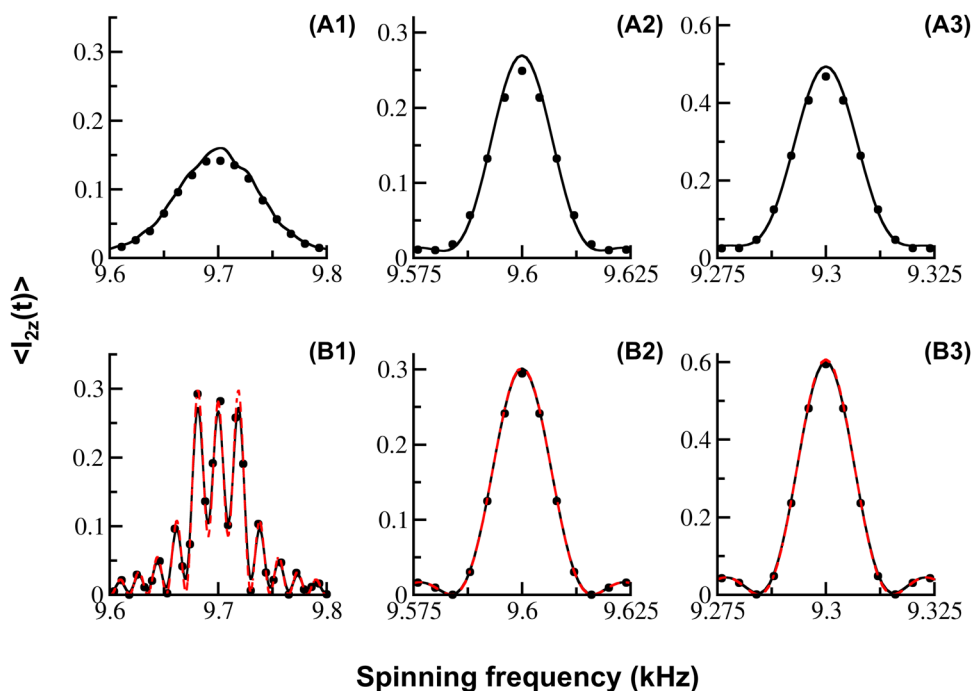 (A1) (A2) (A3)
0.3 0.3 0.6
0.2 0.2 0.4
0.1 0.1 0.2
0 0 0
9.6 9.7 9.8 9.575 9.6 9.625 9.275 9.3 9.325
<I2z(t)>
(B1) (B2) (B3)
0.3 0.3 0.6
0.2 0.2 0.4
0.1 0.1 0.2
0 0 0
9.6 9.7 9.8 9.575 9.6 9.625 9.275 9.3 9.325
Spinning frequency (kHz)